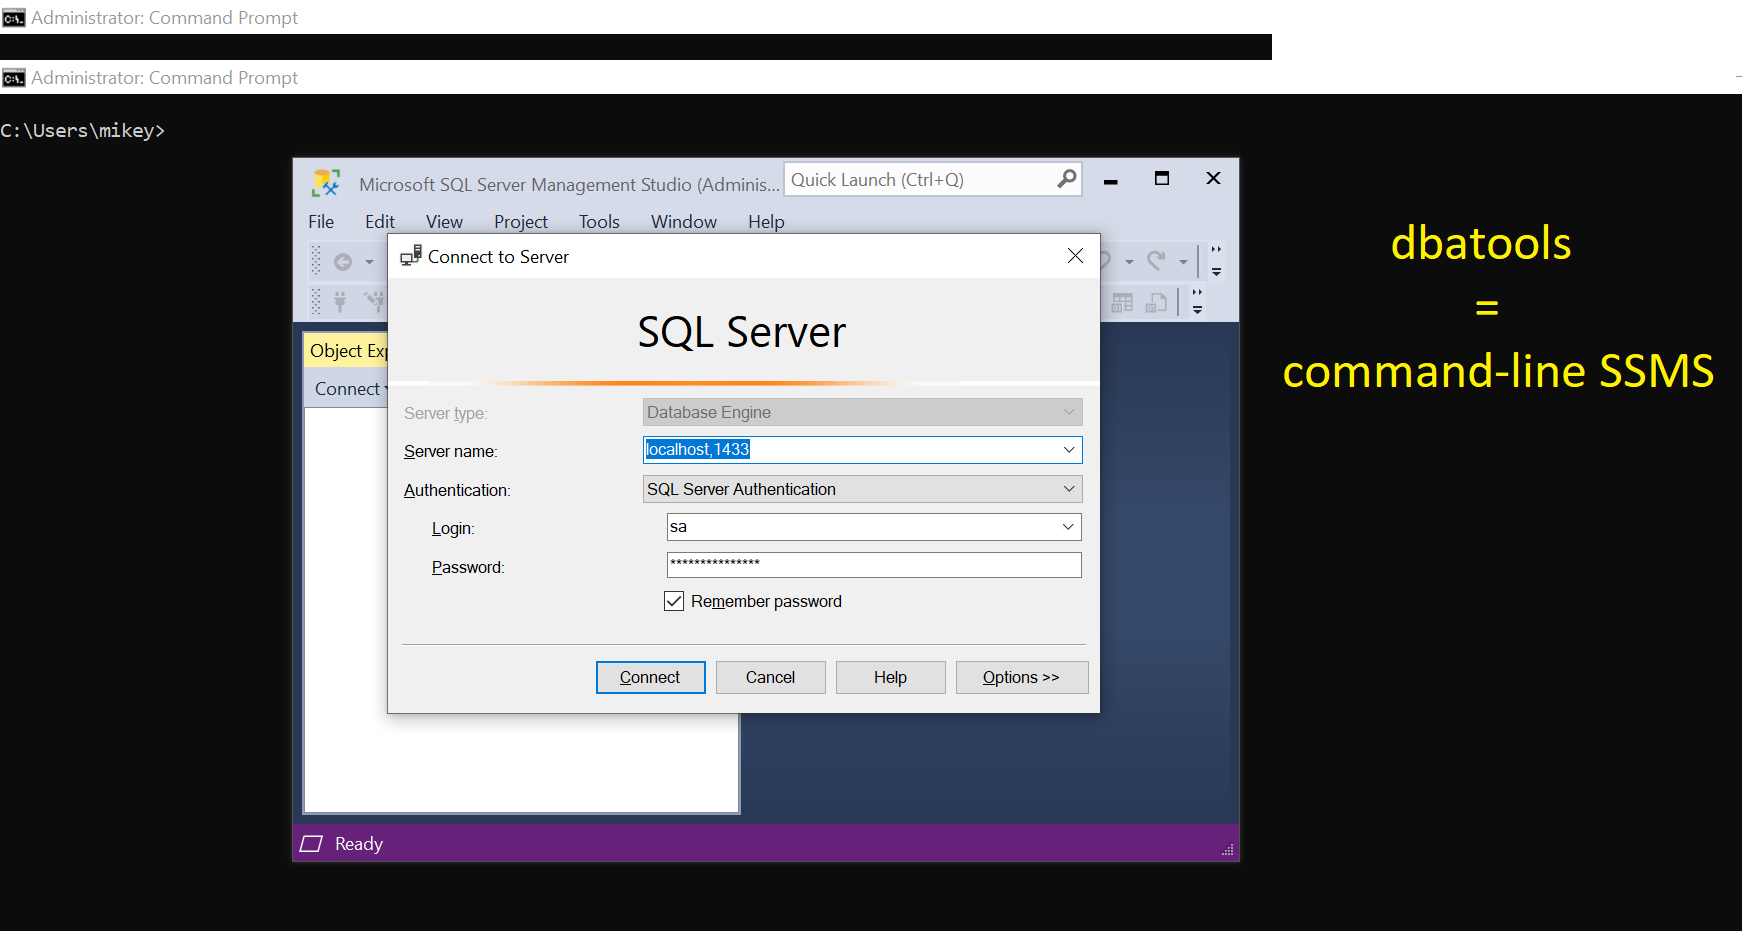 Administrator: Command Prompt
Administrator: Command Prompt
C:\Users\mikey>
Microsoft SQL Server Management Studio (Adminis...
Quick Launch (Ctrl+Q)
File Edit View Project Tools Window Help
Connect to Server
SQL Server
Object Exp
Connect
Server type:
Database Engine
Server name:
localhost,1433
Authentication:
SQL Server Authentication
Login:
sa
Password:
***************
Remember password
Connect
Cancel
Help
Options >>
Ready
dbatools
=
command-line SSMS